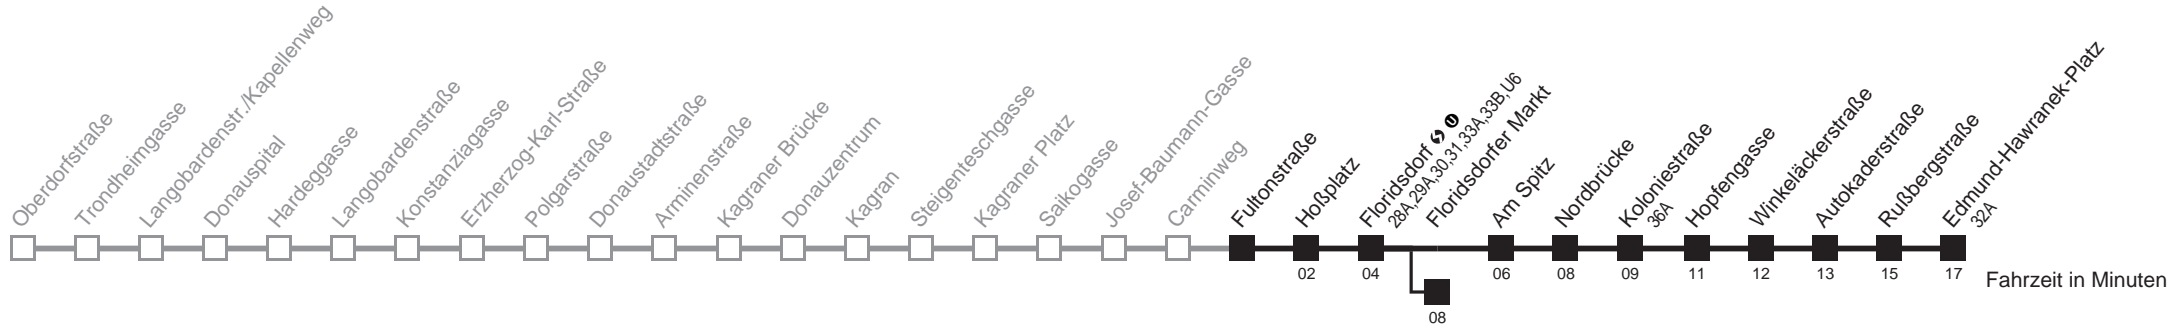 Oberdorfstraße
Trondheimgasse
Langobardenstr./Kapellenweg
Donauspital
Hardeggasse
Langobardenstraße
Konstanziagasse
Erzherzog-Karl-Straße
Polgarstraße
Donaustadtstraße
Arminenstraße
Kagraner Brücke
Donauzentrum
Kagran
Steigenteschgasse
Kagraner Platz
Saikogasse
Josef-Baumann-Gasse
Carminweg
Fultonstraße
Hoßplatz
Floridsdorf S U
28A,29A,30,31,33A,33B,U6
Floridsdorfer Markt
Am Spitz
Nordbrücke
Koloniestraße
36A
Hopfengasse
Winkeläckerstraße
Autokaderstraße
Rußbergstraße
Edmund-Hawranek-Platz
32A
02 04 06 08 09 11 12 13 15 17
Fahrzeit in Minuten
08